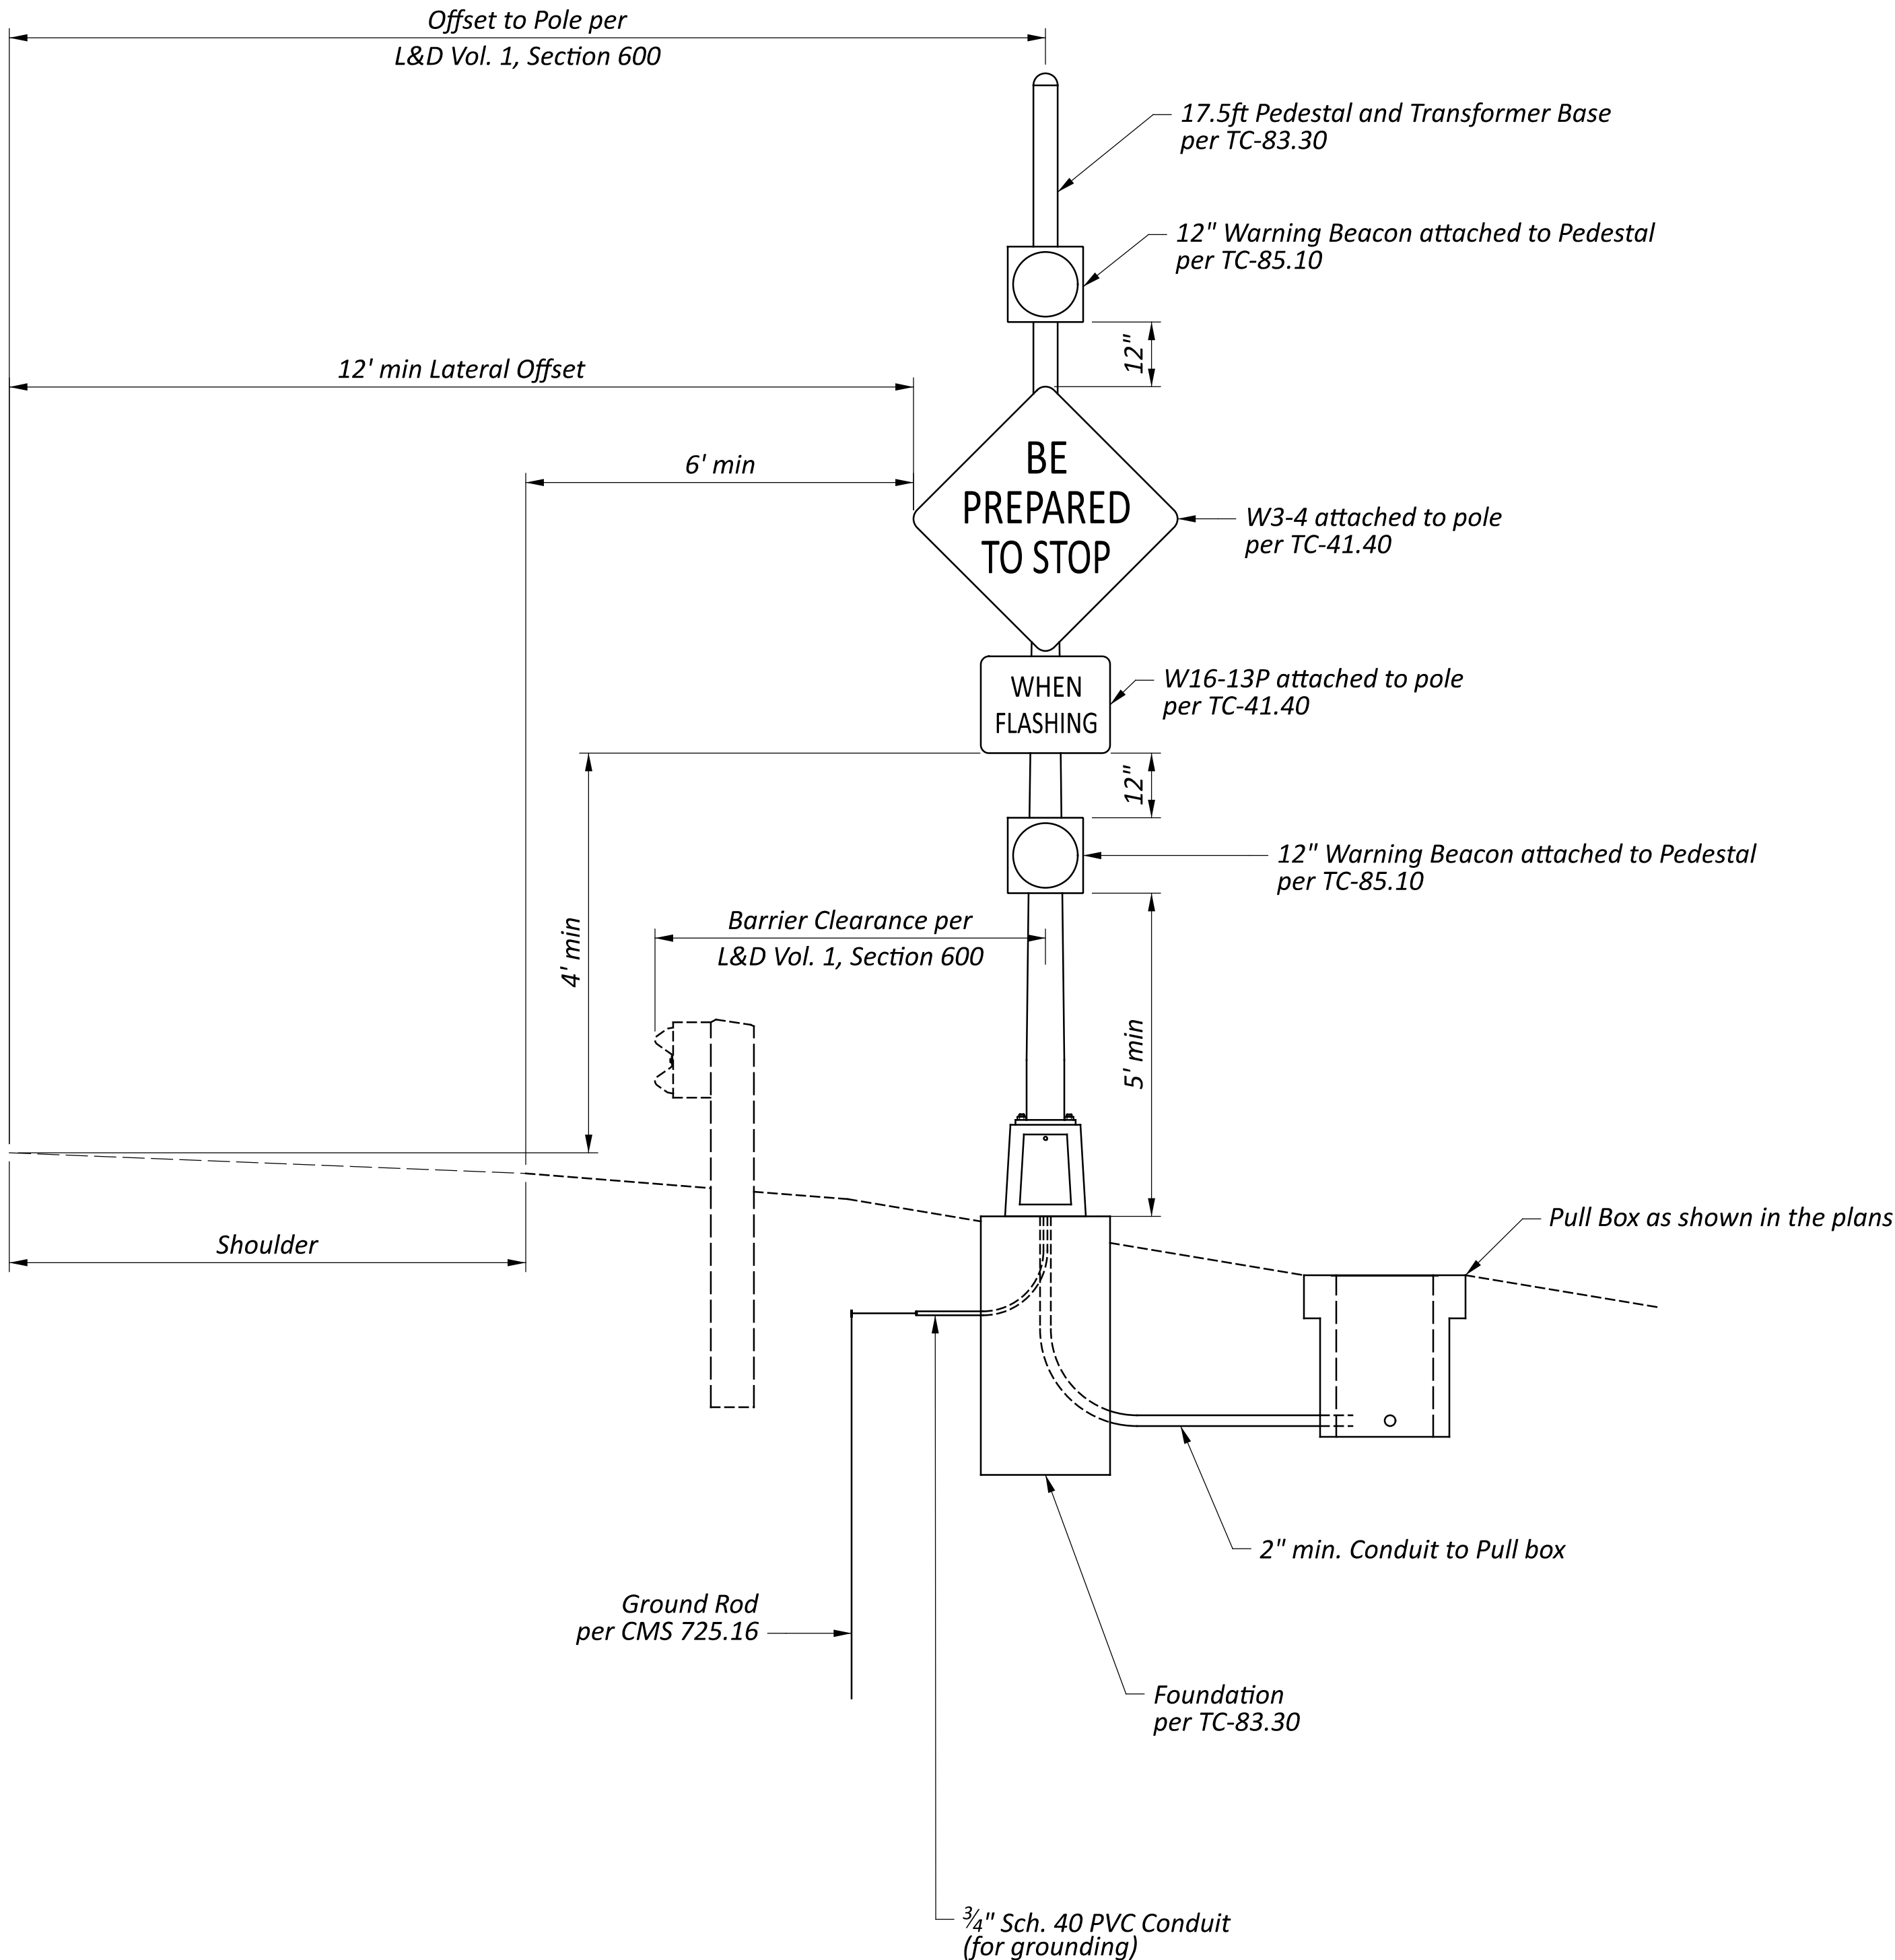 Offset to Pole per
L&D Vol. 1, Section 600
17.5ft Pedestal and Transformer Base
per TC-83.30
12" Warning Beacon attached to Pedestal
per TC-85.10
12"
12' min Lateral Offset
6' min
BE
PREPARED
TO STOP
W3-4 attached to pole
per TC-41.40
WHEN
FLASHING
W16-13P attached to pole
per TC-41.40
12"
12" Warning Beacon attached to Pedestal
per TC-85.10
4' min
Barrier Clearance per
L&D Vol. 1, Section 600
5' min
Shoulder
Pull Box as shown in the plans
2" min. Conduit to Pull box
Ground Rod
per CMS 725.16
Foundation
per TC-83.30
¾" Sch. 40 PVC Conduit
(for grounding)